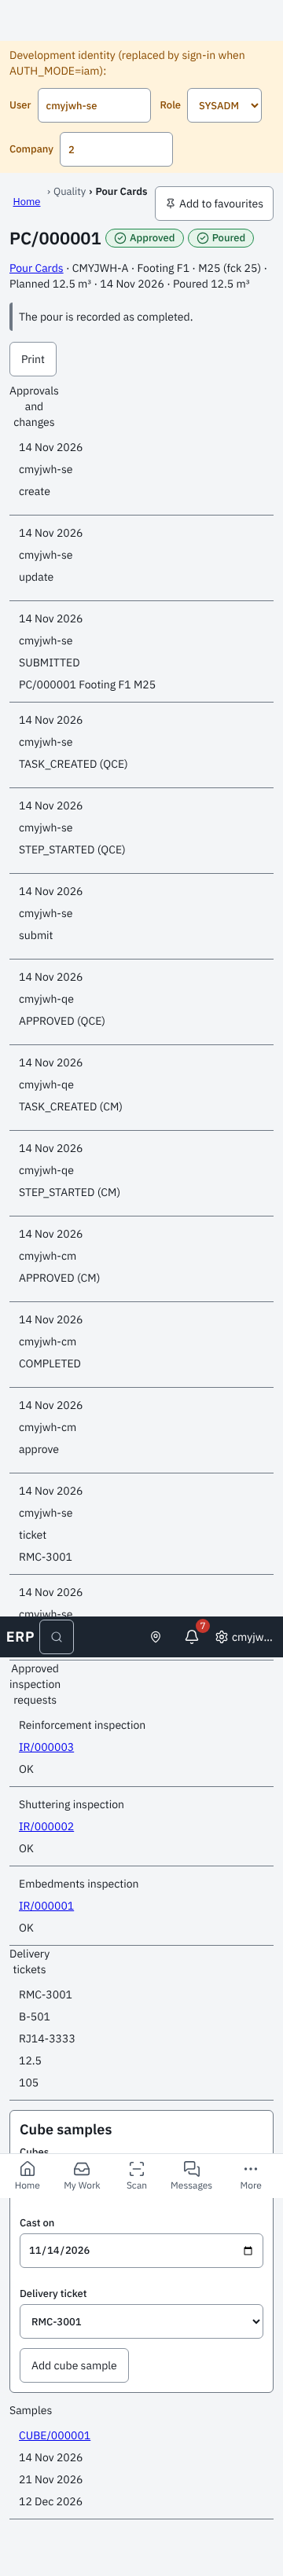 Development identity (replaced by sign-in when
AUTH_MODE=iam):
User cmyjwh-se Role SYSADM
Company 2
Home › Quality › Pour Cards
Add to favourites
PC/000001 Approved Poured
Pour Cards · CMYJWH-A · Footing F1 · M25 (fck 25) ·
Planned 12.5 m³ · 14 Nov 2026 · Poured 12.5 m³
The pour is recorded as completed.
Print
Approvals
and
changes
14 Nov 2026
cmyjwh-se
create
14 Nov 2026
cmyjwh-se
update
14 Nov 2026
cmyjwh-se
SUBMITTED
PC/000001 Footing F1 M25
14 Nov 2026
cmyjwh-se
TASK_CREATED (QCE)
14 Nov 2026
cmyjwh-se
STEP_STARTED (QCE)
14 Nov 2026
cmyjwh-se
submit
14 Nov 2026
cmyjwh-qe
APPROVED (QCE)
14 Nov 2026
cmyjwh-qe
TASK_CREATED (CM)
14 Nov 2026
cmyjwh-qe
STEP_STARTED (CM)
14 Nov 2026
cmyjwh-cm
APPROVED (CM)
14 Nov 2026
cmyjwh-cm
COMPLETED
14 Nov 2026
cmyjwh-cm
approve
14 Nov 2026
cmyjwh-se
ticket
RMC-3001
14 Nov 2026
cmyjwh-se
ERP 7 cmyjw...
Approved
inspection
requests
Reinforcement inspection
IR/000003
OK
Shuttering inspection
IR/000002
OK
Embedments inspection
IR/000001
OK
Delivery
tickets
RMC-3001
B-501
RJ14-3333
12.5
105
Cube samples
Cubes
Home My Work Scan Messages More
Cast on
11/14/2026
Delivery ticket
RMC-3001
Add cube sample
Samples
CUBE/000001
14 Nov 2026
21 Nov 2026
12 Dec 2026